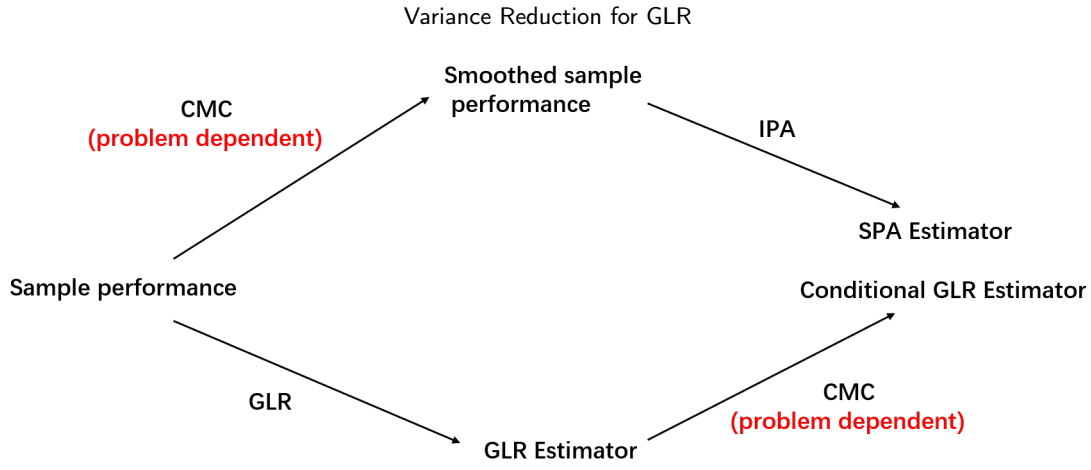 Variance Reduction for GLR
Smoothed sample
performance
CMC
(problem dependent)
IPA
SPA Estimator
Sample performance
Conditional GLR Estimator
GLR
CMC
(problem dependent)
GLR Estimator